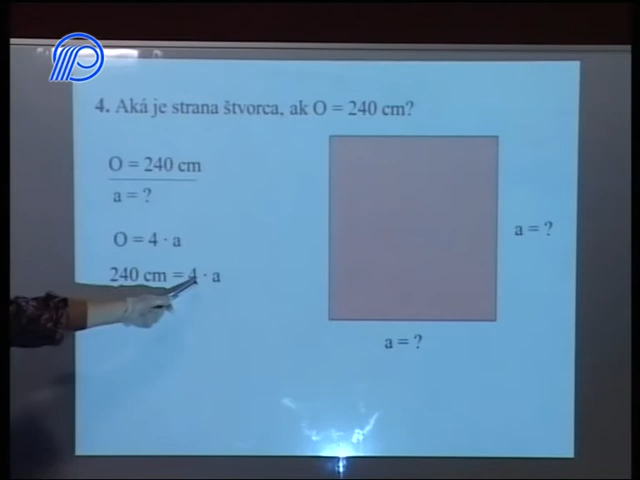 4. Aká je strana štvorca, ak O = 240 cm?
O = 240 cm
a = ?
O = 4 · a
240 cm = 4 · a
a = ?
a = ?